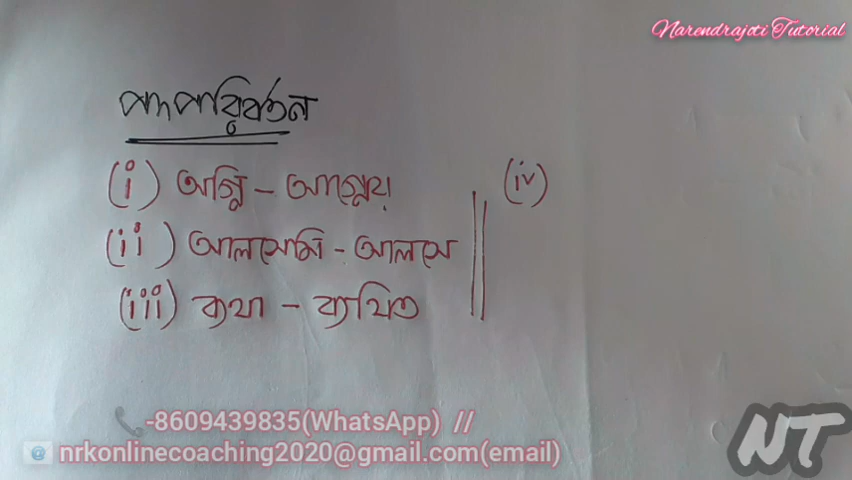 Narendrajoti Tutorial
পদপরিবর্তন
(i) অগ্নি - আগ্নেয়
(ii) আলসেমি - আলসে
(iii) ব্যথা - ব্যথিত
(iv)
-8609439835(WhatsApp) //
nrkonlinecoaching2020@gmail.com(email)
NT